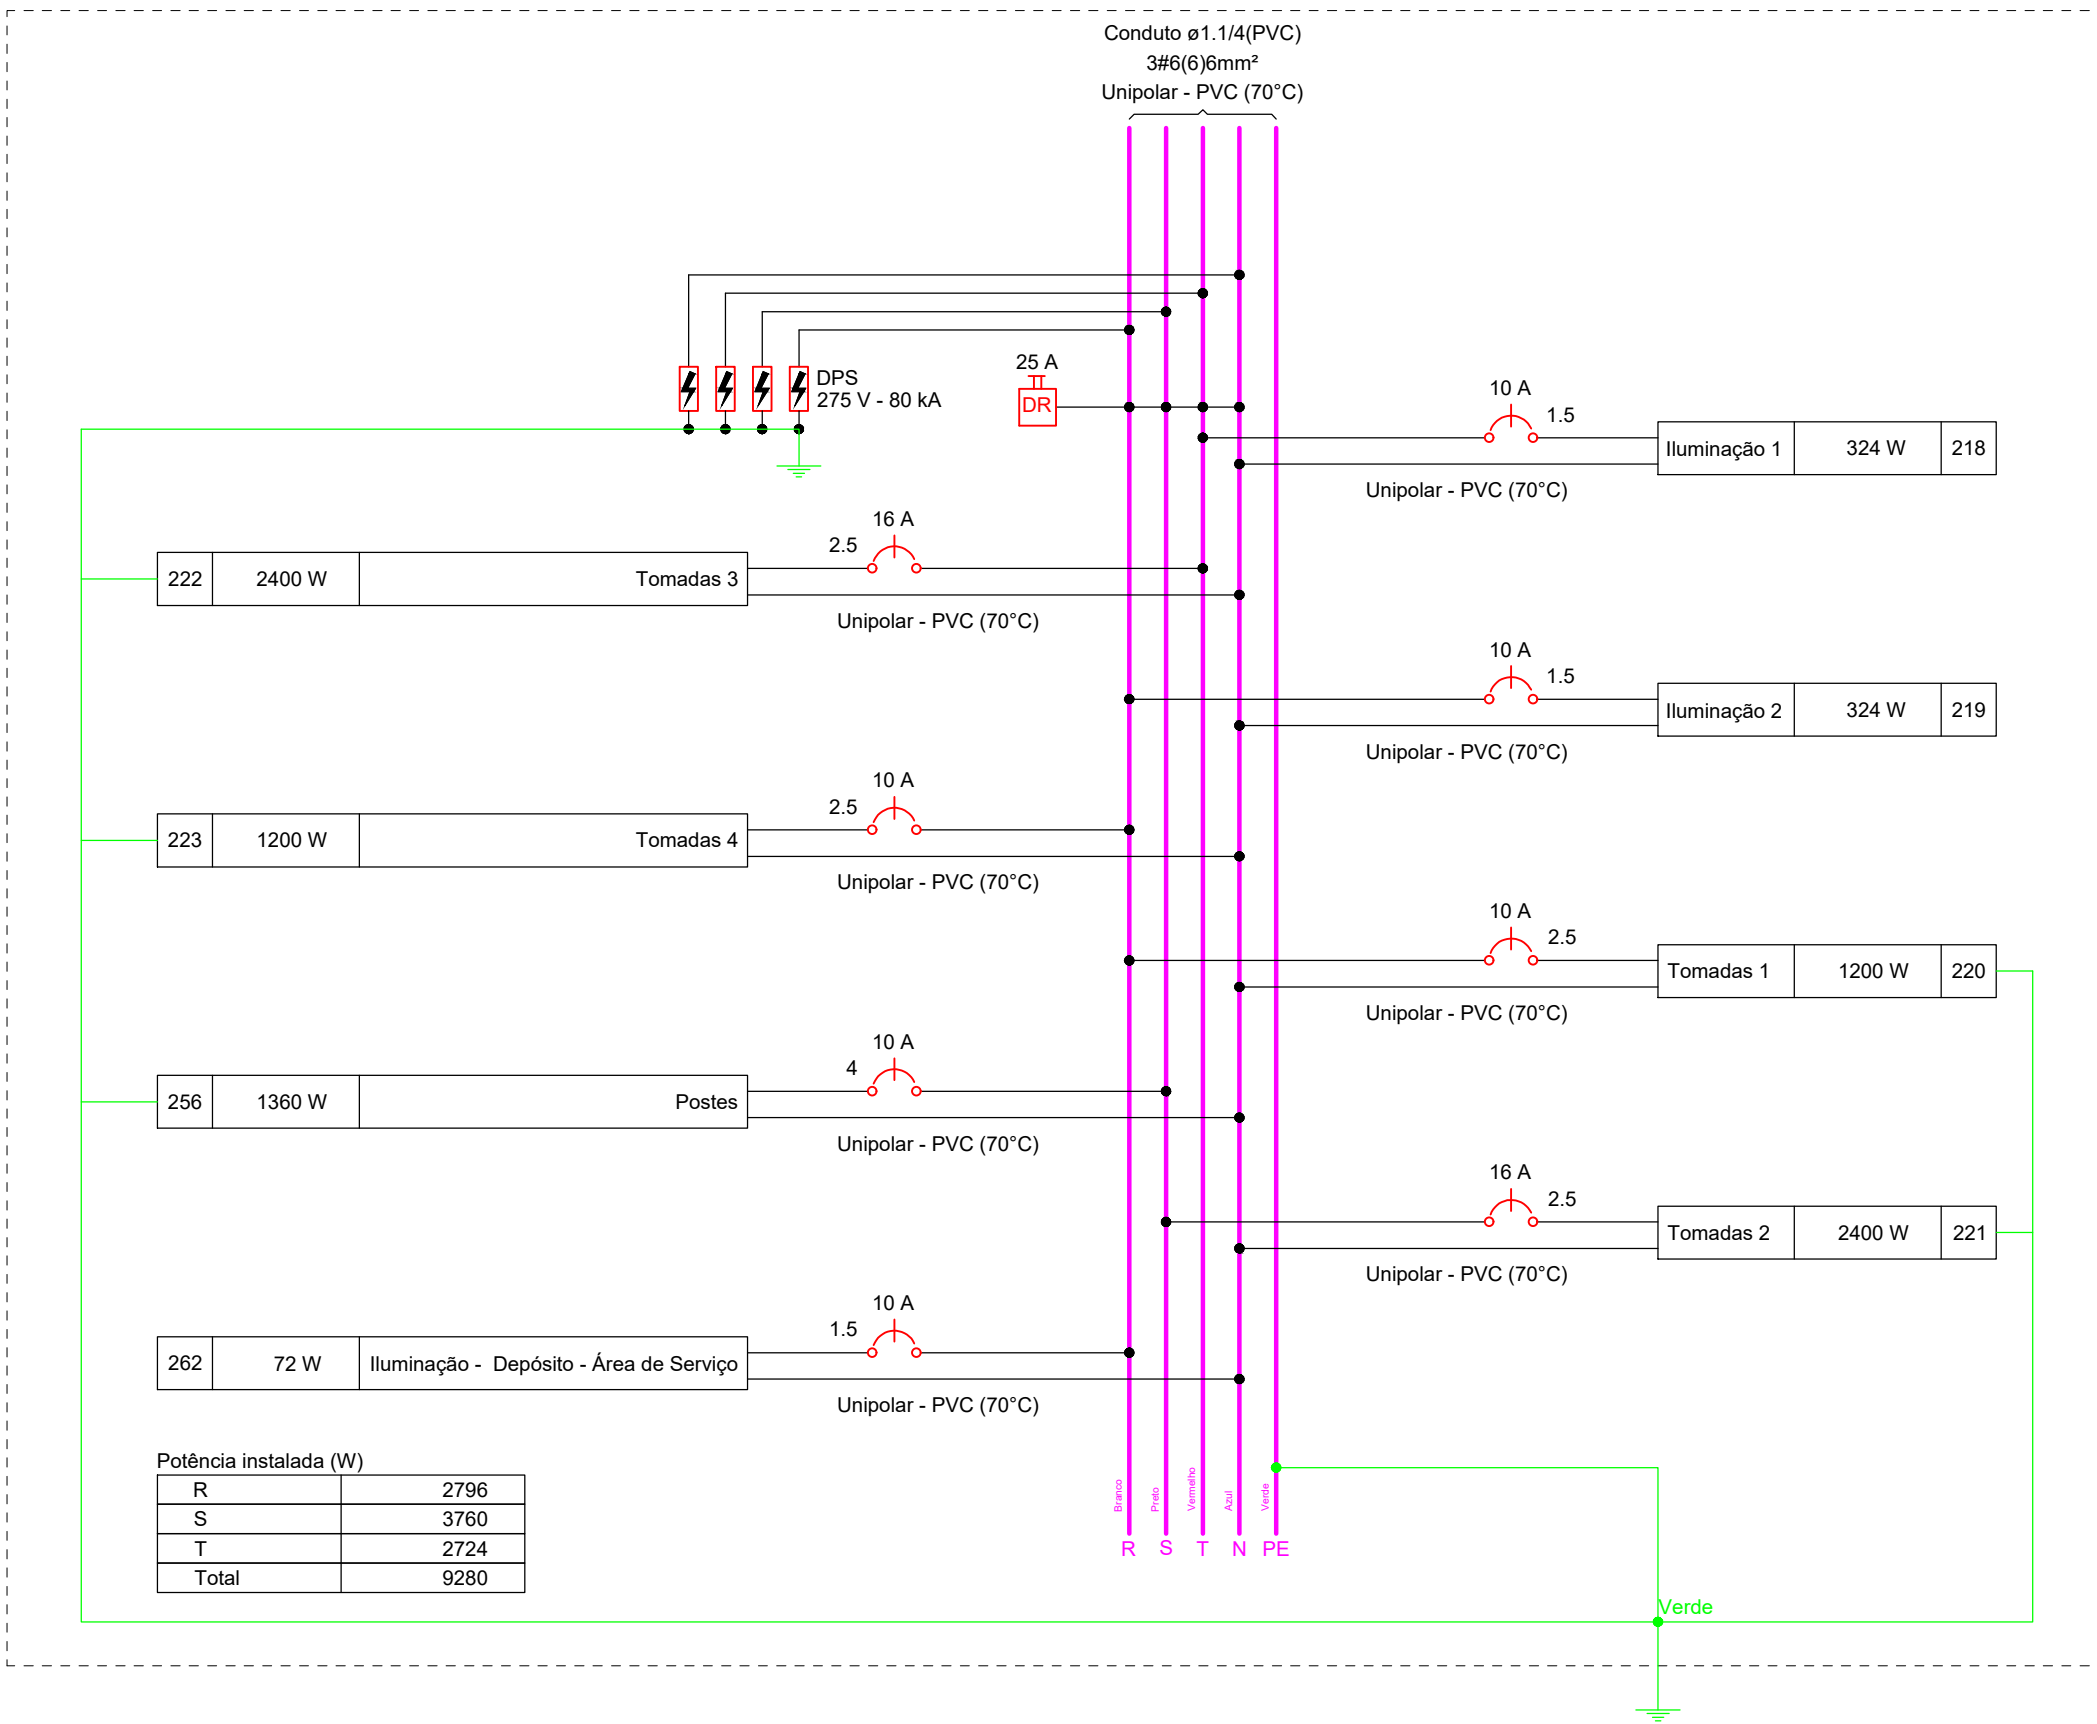 Conduto ø1.1/4(PVC)
3#6(6)6mm²
Unipolar - PVC (70°C)
DPS
275 V - 80 kA
25 A
DR
10 A
1.5
Iluminação 1 324 W 218
Unipolar - PVC (70°C)
16 A
2.5
222 2400 W Tomadas 3
Unipolar - PVC (70°C)
10 A
1.5
Iluminação 2 324 W 219
Unipolar - PVC (70°C)
10 A
2.5
223 1200 W Tomadas 4
Unipolar - PVC (70°C)
10 A
2.5
Tomadas 1 1200 W 220
Unipolar - PVC (70°C)
10 A
4
256 1360 W Postes
Unipolar - PVC (70°C)
16 A
2.5
Tomadas 2 2400 W 221
Unipolar - PVC (70°C)
10 A
1.5
262 72 W Iluminação - Depósito - Área de Serviço
Unipolar - PVC (70°C)
Potência instalada (W)
R 2796
S 3760
T 2724
Total 9280
Branco
Preto
Vermelho
Azul
Verde
R S T N PE
Verde